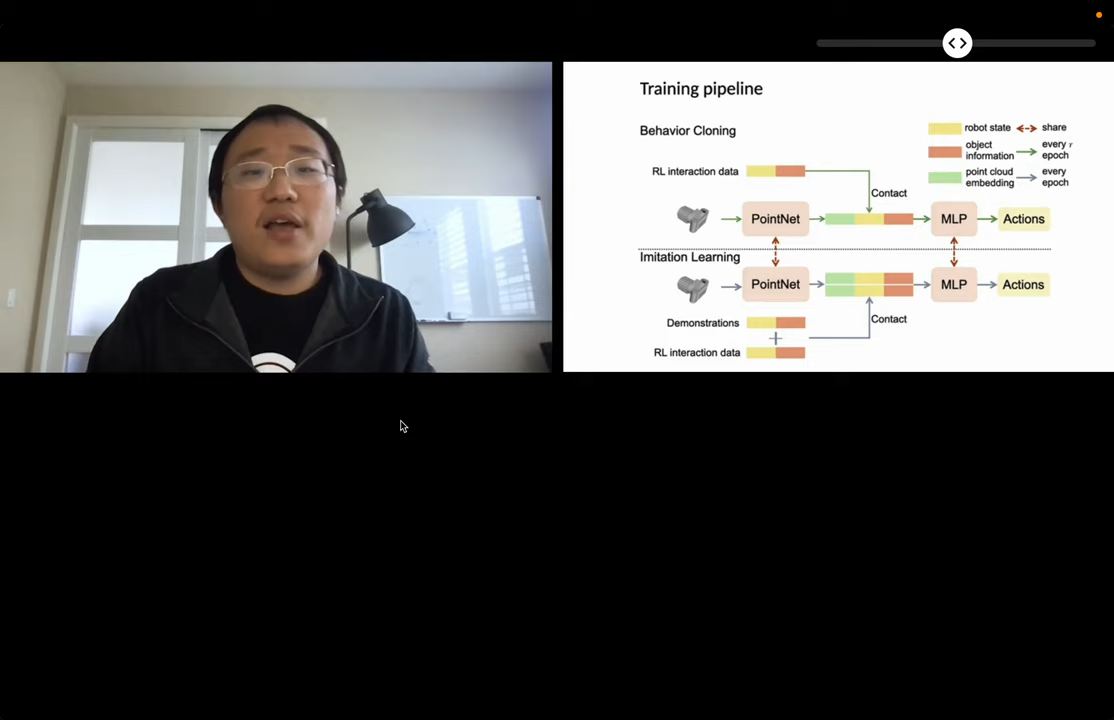 Training pipeline
Behavior Cloning
robot state
share
object
information
every r
epoch
point cloud
embedding
every
epoch
RL interaction data
Contact
PointNet
MLP
Actions
Imitation Learning
PointNet
MLP
Actions
Demonstrations
Contact
+
RL interaction data